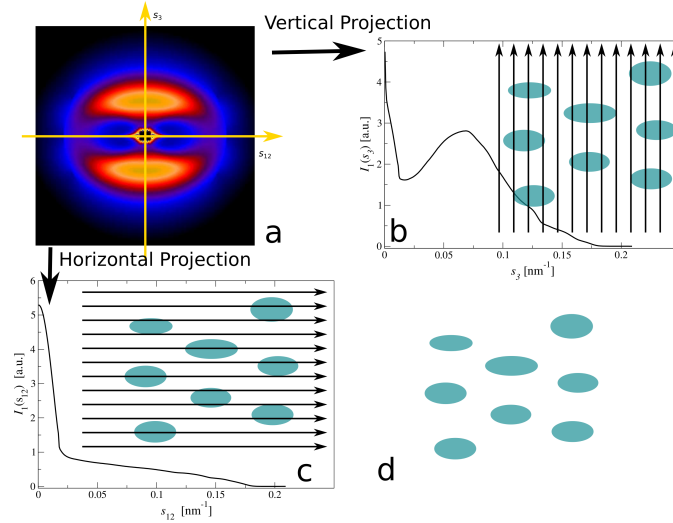 s3
Vertical Projection
s12
a
5
4
3
2
1
0
I1(s3) [a.u.]
0
0.05
0.1
0.15
0.2
s3 [nm-1]
b
Horizontal Projection
6
5
4
3
2
1
0
I1(s12) [a.u.]
0
0.05
0.1
0.15
0.2
s12 [nm-1]
c
d